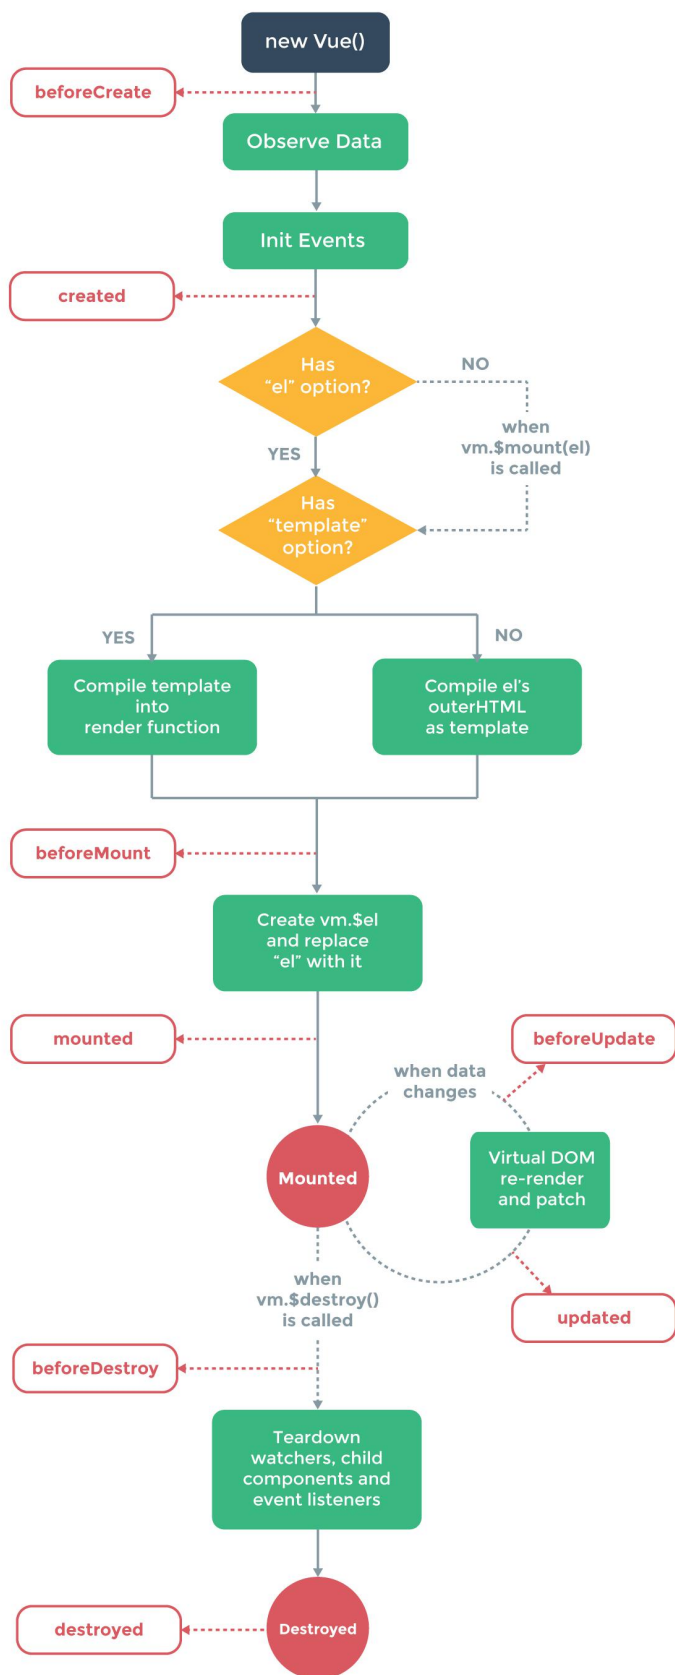 new Vue()
beforeCreate
Observe Data
Init Events
created
Has
“el” option?
NO
when
vm.$mount(el)
is called
YES
Has
“template”
option?
YES
NO
Compile template
into
render function
Compile el’s
outerHTML
as template
beforeMount
Create vm.$el
and replace
“el” with it
mounted
beforeUpdate
when data
changes
Mounted
Virtual DOM
re-render
and patch
when
vm.$destroy()
is called
updated
beforeDestroy
Teardown
watchers, child
components and
event listeners
destroyed
Destroyed